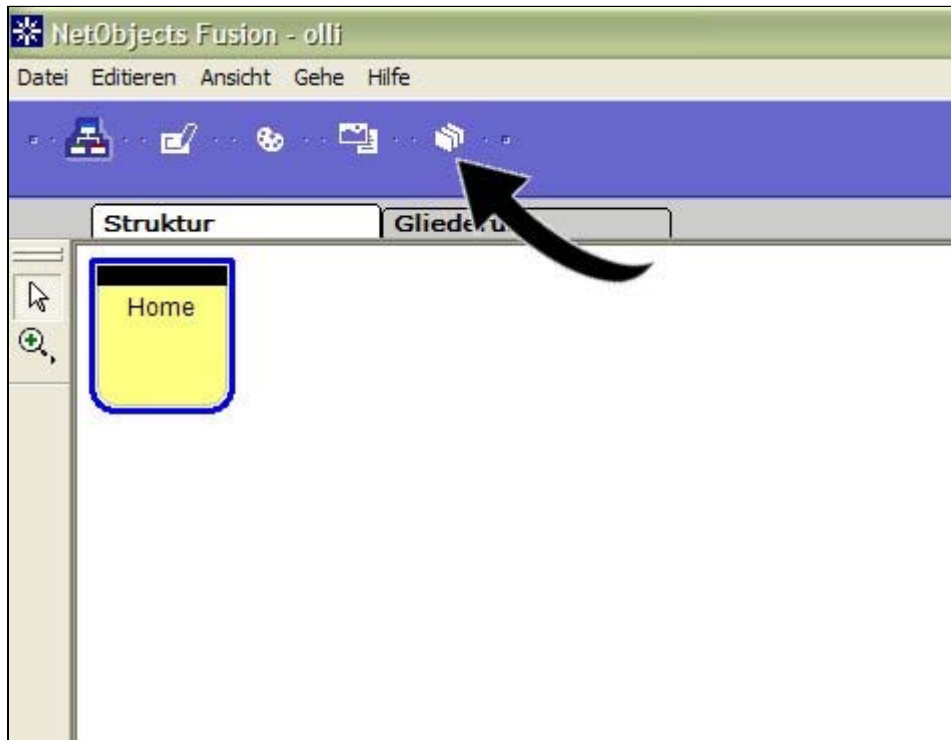 NetObjects Fusion - olli
Datei Editieren Ansicht Gehe Hilfe
Struktur
Home